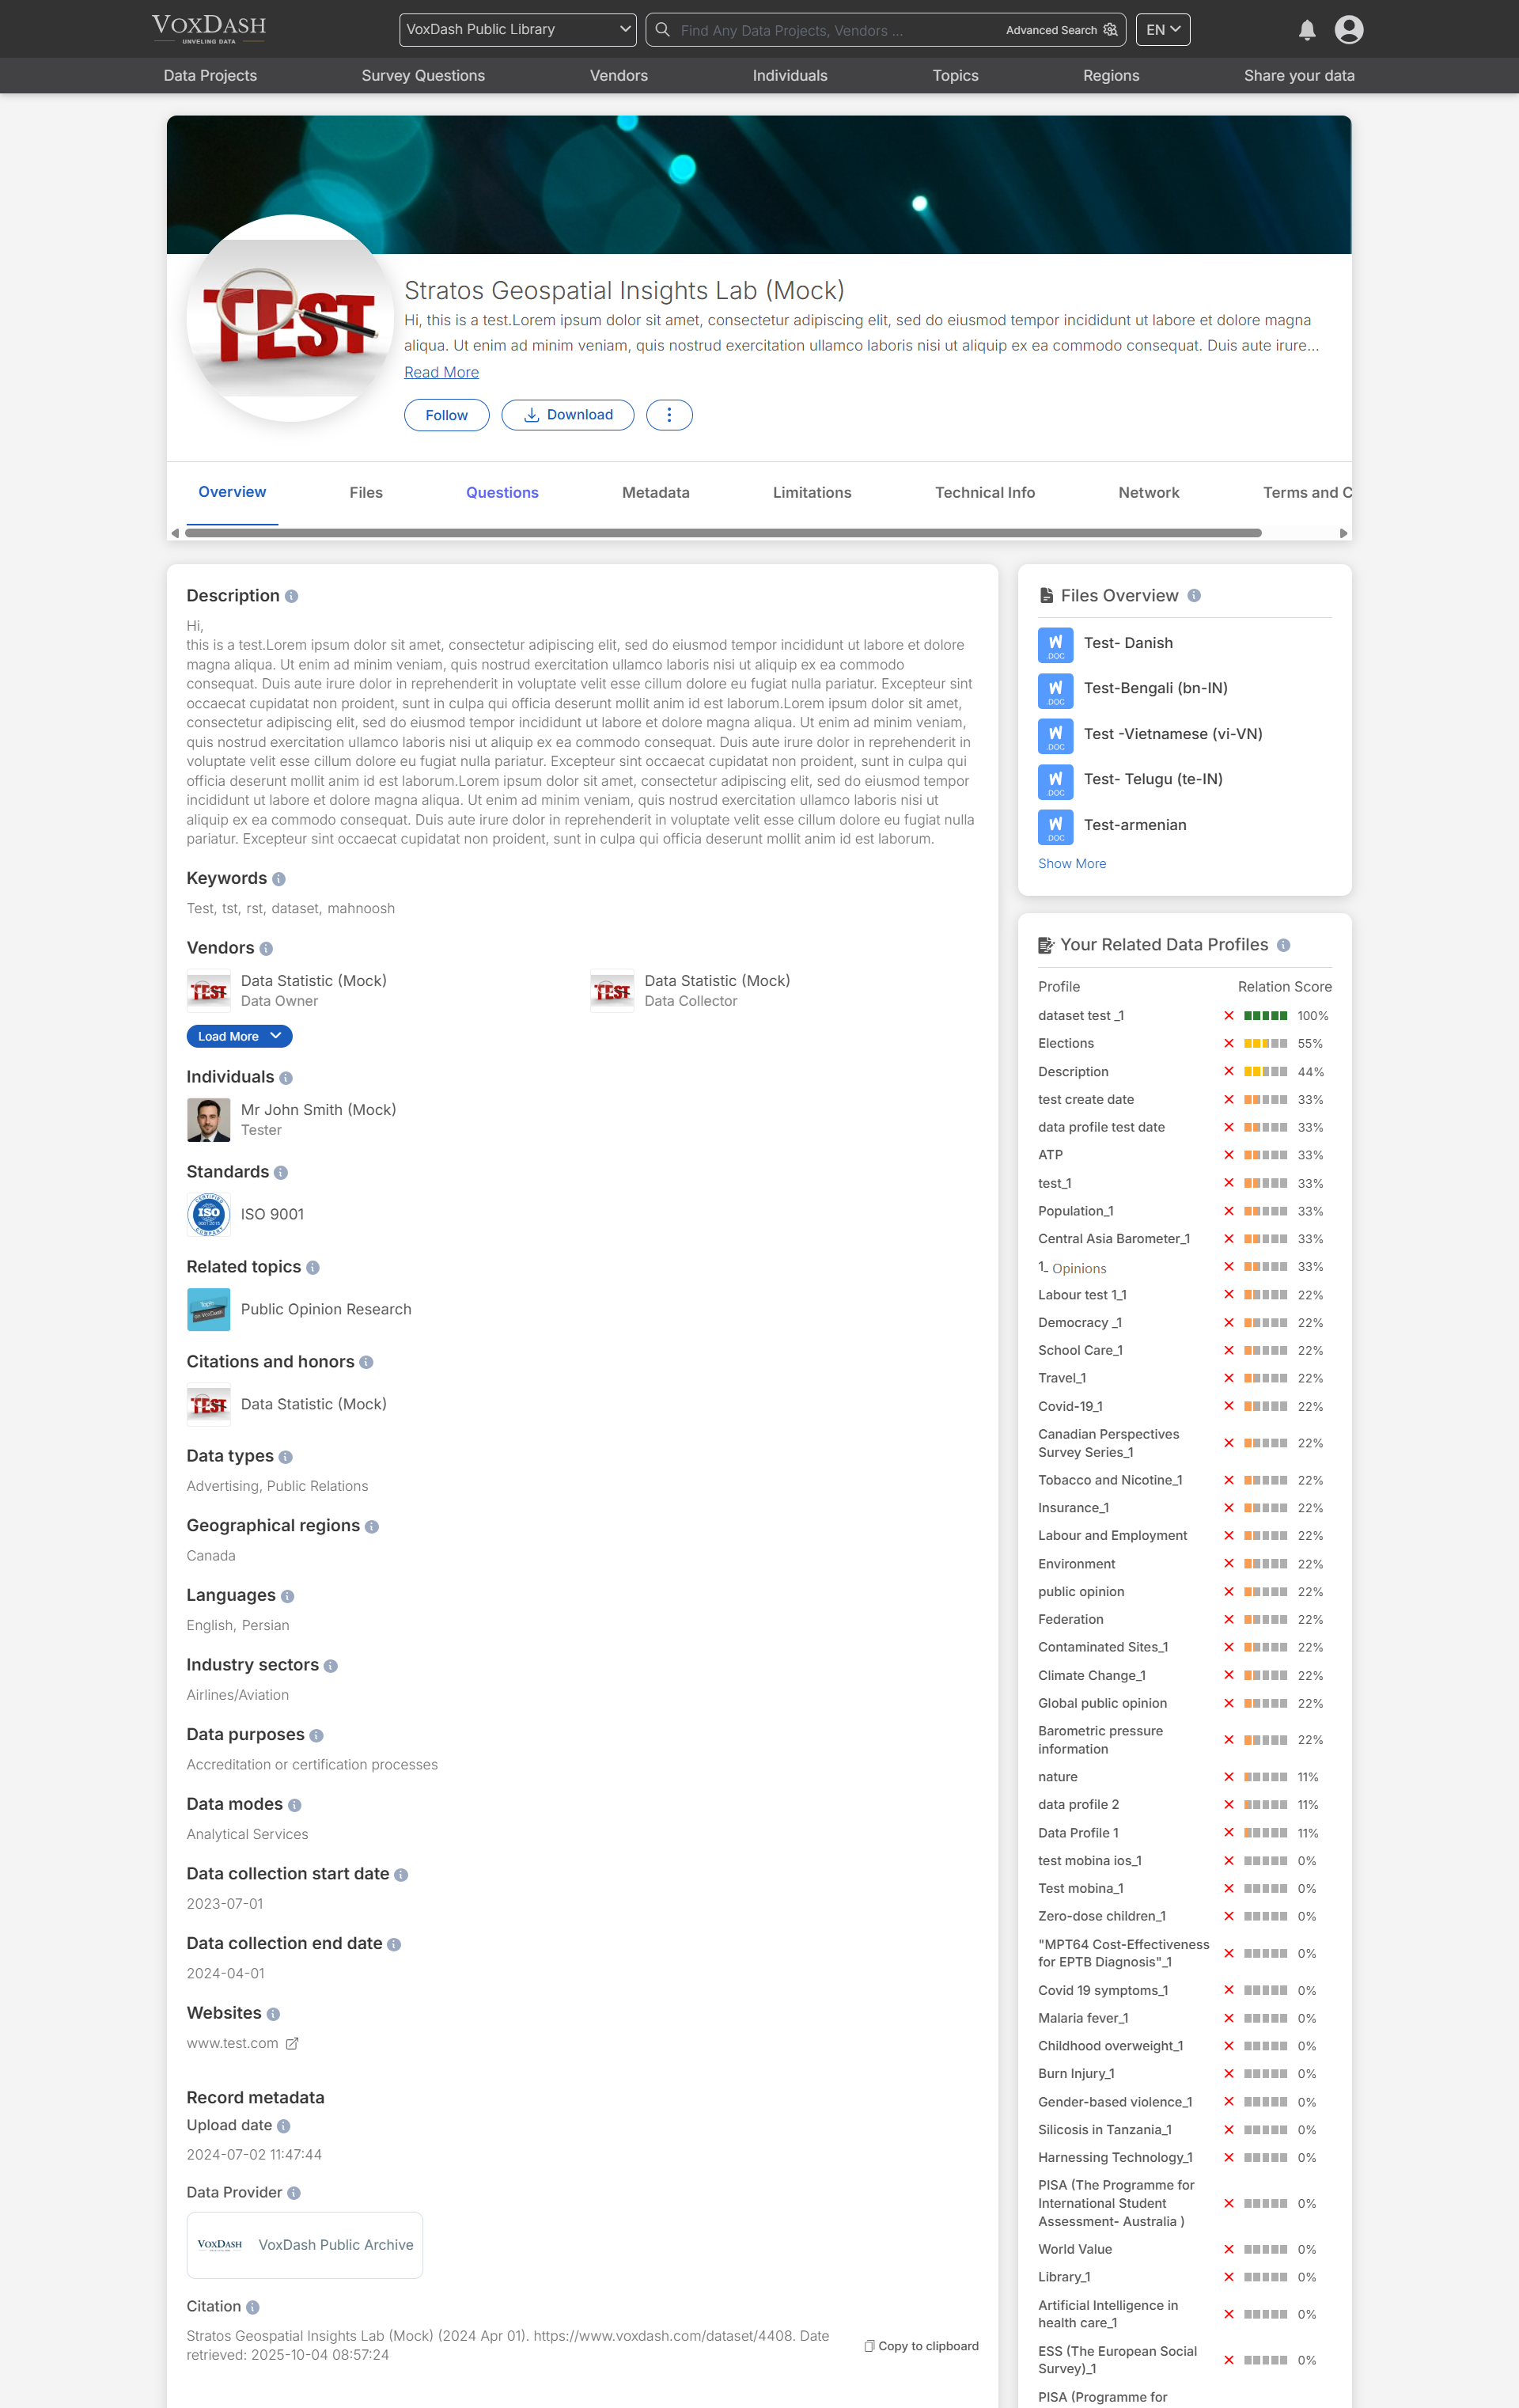 VOXDASH
UNVEILING DATA
VoxDash Public Library
Find Any Data Projects, Vendors ...
Advanced Search
EN
Data Projects
Survey Questions
Vendors
Individuals
Topics
Regions
Share your data
TEST
Stratos Geospatial Insights Lab (Mock)
Hi, this is a test.Lorem ipsum dolor sit amet, consectetur adipiscing elit, sed do eiusmod tempor incididunt ut labore et dolore magna
aliqua. Ut enim ad minim veniam, quis nostrud exercitation ullamco laboris nisi ut aliquip ex ea commodo consequat. Duis aute irure...
Read More
Follow
Download
Overview
Files
Questions
Metadata
Limitations
Technical Info
Network
Terms and C
Description
Hi,
this is a test.Lorem ipsum dolor sit amet, consectetur adipiscing elit, sed do eiusmod tempor incididunt ut labore et dolore
magna aliqua. Ut enim ad minim veniam, quis nostrud exercitation ullamco laboris nisi ut aliquip ex ea commodo
consequat. Duis aute irure dolor in reprehenderit in voluptate velit esse cillum dolore eu fugiat nulla pariatur. Excepteur sint
occaecat cupidatat non proident, sunt in culpa qui officia deserunt mollit anim id est laborum.Lorem ipsum dolor sit amet,
consectetur adipiscing elit, sed do eiusmod tempor incididunt ut labore et dolore magna aliqua. Ut enim ad minim veniam,
quis nostrud exercitation ullamco laboris nisi ut aliquip ex ea commodo consequat. Duis aute irure dolor in reprehenderit in
voluptate velit esse cillum dolore eu fugiat nulla pariatur. Excepteur sint occaecat cupidatat non proident, sunt in culpa qui
officia deserunt mollit anim id est laborum.Lorem ipsum dolor sit amet, consectetur adipiscing elit, sed do eiusmod tempor
incididunt ut labore et dolore magna aliqua. Ut enim ad minim veniam, quis nostrud exercitation ullamco laboris nisi ut
aliquip ex ea commodo consequat. Duis aute irure dolor in reprehenderit in voluptate velit esse cillum dolore eu fugiat nulla
pariatur. Excepteur sint occaecat cupidatat non proident, sunt in culpa qui officia deserunt mollit anim id est laborum.
Keywords
Test, tst, rst, dataset, mahnoosh
Vendors
TEST
Data Statistic (Mock)
Data Owner
TEST
Data Statistic (Mock)
Data Collector
Load More
Individuals
Mr John Smith (Mock)
Tester
Standards
CERTIFIED
ISO
COMPANY
ISO 9001
Related topics
Public Opinion Research
Citations and honors
TEST
Data Statistic (Mock)
Data types
Advertising, Public Relations
Geographical regions
Canada
Languages
English, Persian
Industry sectors
Airlines/Aviation
Data purposes
Accreditation or certification processes
Data modes
Analytical Services
Data collection start date
2023-07-01
Data collection end date
2024-04-01
Websites
www.test.com
Record metadata
Upload date
2024-07-02 11:47:44
Data Provider
VOXDASH
VoxDash Public Archive
Citation
Stratos Geospatial Insights Lab (Mock) (2024 Apr 01). https://www.voxdash.com/dataset/4408. Date
retrieved: 2025-10-04 08:57:24
Copy to clipboard
Files Overview
W
.DOC
Test- Danish
W
.DOC
Test-Bengali (bn-IN)
W
.DOC
Test -Vietnamese (vi-VN)
W
.DOC
Test- Telugu (te-IN)
W
.DOC
Test-armenian
Show More
Your Related Data Profiles
Profile Relation Score
dataset test _1 100%
Elections 55%
Description 44%
test create date 33%
data profile test date 33%
ATP 33%
test_1 33%
Population_1 33%
Central Asia Barometer_1 33%
1_ Opinions 33%
Labour test 1_1 22%
Democracy _1 22%
School Care_1 22%
Travel_1 22%
Covid-19_1 22%
Canadian Perspectives
Survey Series_1 22%
Tobacco and Nicotine_1 22%
Insurance_1 22%
Labour and Employment 22%
Environment 22%
public opinion 22%
Federation 22%
Contaminated Sites_1 22%
Climate Change_1 22%
Global public opinion 22%
Barometric pressure
information 22%
nature 11%
data profile 2 11%
Data Profile 1 11%
test mobina ios_1 0%
Test mobina_1 0%
Zero-dose children_1 0%
"MPT64 Cost-Effectiveness
for EPTB Diagnosis"_1 0%
Covid 19 symptoms_1 0%
Malaria fever_1 0%
Childhood overweight_1 0%
Burn Injury_1 0%
Gender-based violence_1 0%
Silicosis in Tanzania_1 0%
Harnessing Technology_1 0%
PISA (The Programme for
International Student
Assessment- Australia ) 0%
World Value 0%
Library_1 0%
Artificial Intelligence in
health care_1 0%
ESS (The European Social
Survey)_1 0%
PISA (Programme for